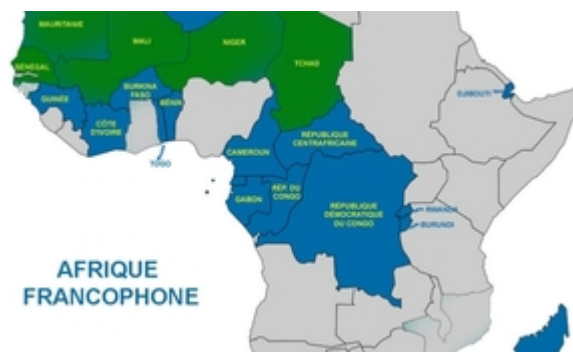 MAURITANIE
MALI
NIGER
TCHAD
SÉNÉGAL
GUINÉE
BURKINA
FASO
BÉNIN
CÔTE
D'IVOIRE
TOGO
DJIBOUTI
CAMEROUN
RÉPUBLIQUE
CENTRAFRICAINE
GABON
RÉP. DU
CONGO
RÉPUBLIQUE
DÉMOCRATIQUE
DU CONGO
RWANDA
BURUNDI
AFRIQUE
FRANCOPHONE